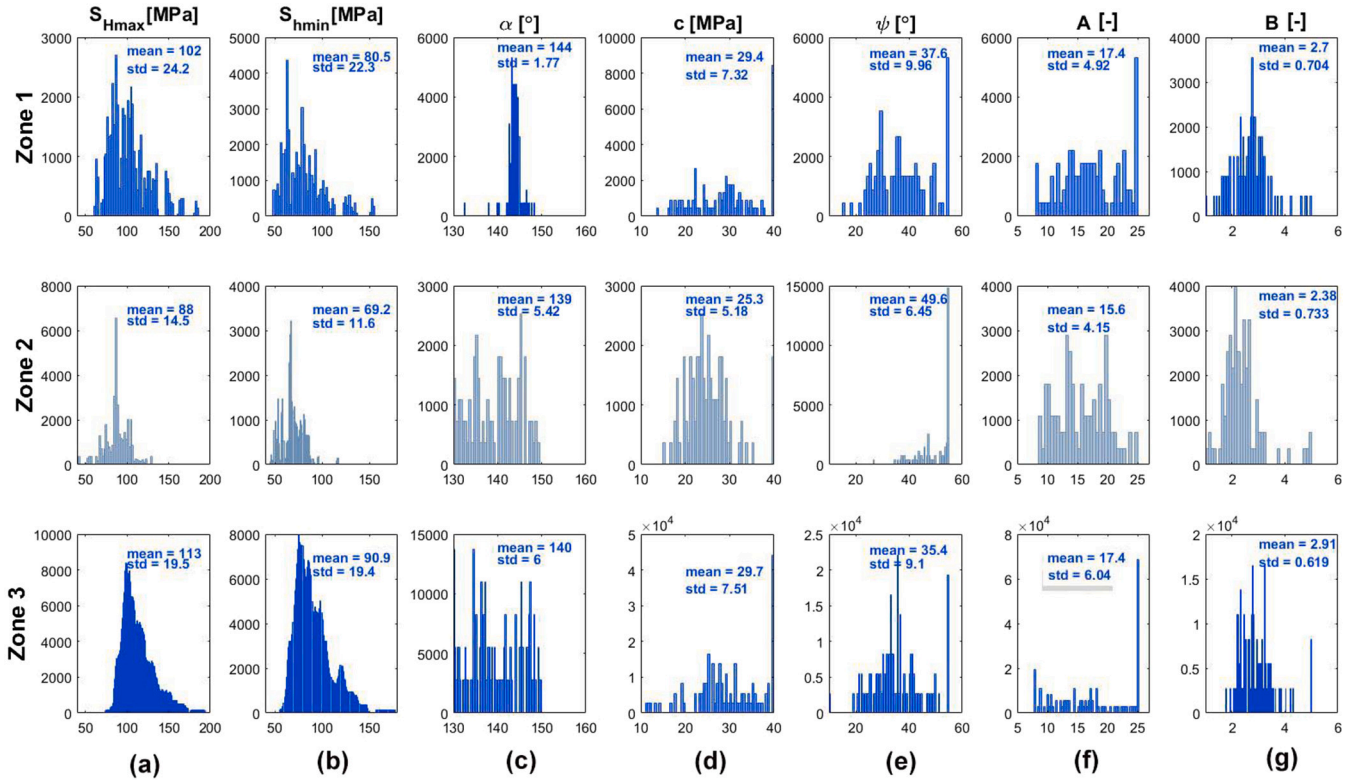 S_Hmax [MPa]
S_hmin [MPa]
α [°]
c [MPa]
ψ [°]
A [-]
B [-]
Zone 1
3000
2000
1000
0
50 100 150 200
mean = 102
std = 24.2
5000
4000
3000
2000
1000
0
50 100 150
mean = 80.5
std = 22.3
6000
4000
2000
0
130 140 150 160
mean = 144
std = 1.77
10000
8000
6000
4000
2000
0
10 20 30 40
mean = 29.4
std = 7.32
6000
4000
2000
0
20 40 60
mean = 37.6
std = 9.96
6000
4000
2000
0
5 10 15 20 25
mean = 17.4
std = 4.92
4000
3000
2000
1000
0
2 4 6
mean = 2.7
std = 0.704
Zone 2
8000
6000
4000
2000
0
50 100 150 200
mean = 88
std = 14.5
4000
3000
2000
1000
0
50 100 150
mean = 69.2
std = 11.6
3000
2000
1000
0
130 140 150 160
mean = 139
std = 5.42
3000
2000
1000
0
10 20 30 40
mean = 25.3
std = 5.18
15000
10000
5000
0
20 40 60
mean = 49.6
std = 6.45
4000
3000
2000
1000
0
5 10 15 20 25
mean = 15.6
std = 4.15
4000
3000
2000
1000
0
2 4 6
mean = 2.38
std = 0.733
Zone 3
10000
8000
6000
4000
2000
0
50 100 150 200
mean = 113
std = 19.5
8000
6000
4000
2000
0
50 100 150
mean = 90.9
std = 19.4
15000
10000
5000
0
130 140 150 160
mean = 140
std = 6
× 10^4
5
4
3
2
1
0
10 20 30 40
mean = 29.7
std = 7.51
× 10^4
2.5
2
1.5
1
0.5
0
20 40 60
mean = 35.4
std = 9.1
× 10^4
8
6
4
2
0
5 10 15 20 25
mean = 17.4
std = 6.04
× 10^4
2
1.5
1
0.5
0
2 4 6
mean = 2.91
std = 0.619
(a) (b) (c) (d) (e) (f) (g)